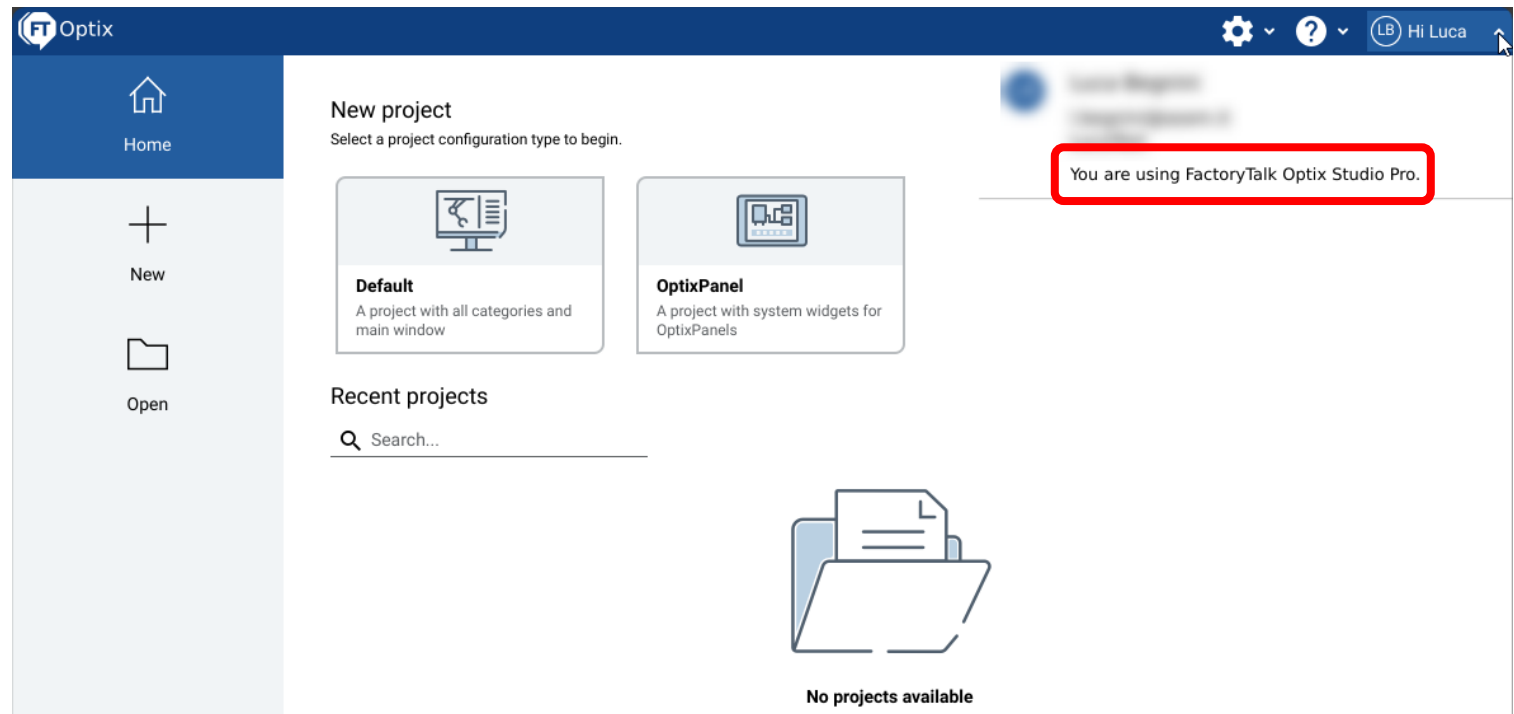 FT Optix
LB Hi Luca
Home
New
Open
New project
Select a project configuration type to begin.
Default
A project with all categories and
main window
OptixPanel
A project with system widgets for
OptixPanels
You are using FactoryTalk Optix Studio Pro.
Recent projects
Search...
No projects available